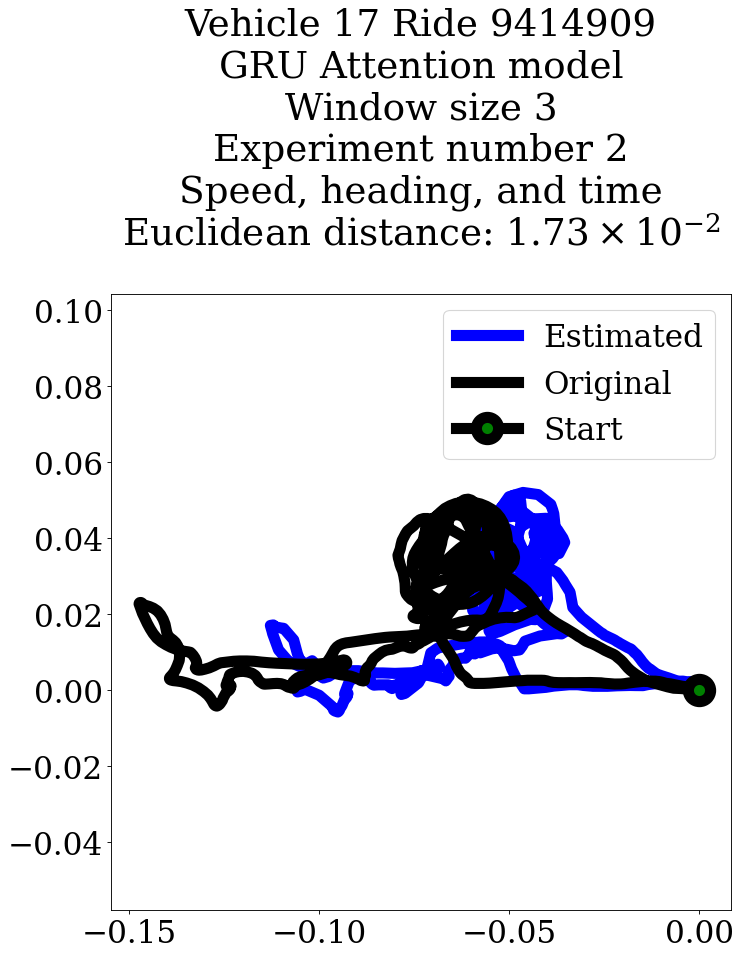 Vehicle 17 Ride 9414909
GRU Attention model
Window size 3
Experiment number 2
Speed, heading, and time
Euclidean distance: 1.73 × 10⁻²
Estimated
Original
Start
0.10
0.08
0.06
0.04
0.02
0.00
−0.02
−0.04
−0.15
−0.10
−0.05
0.00